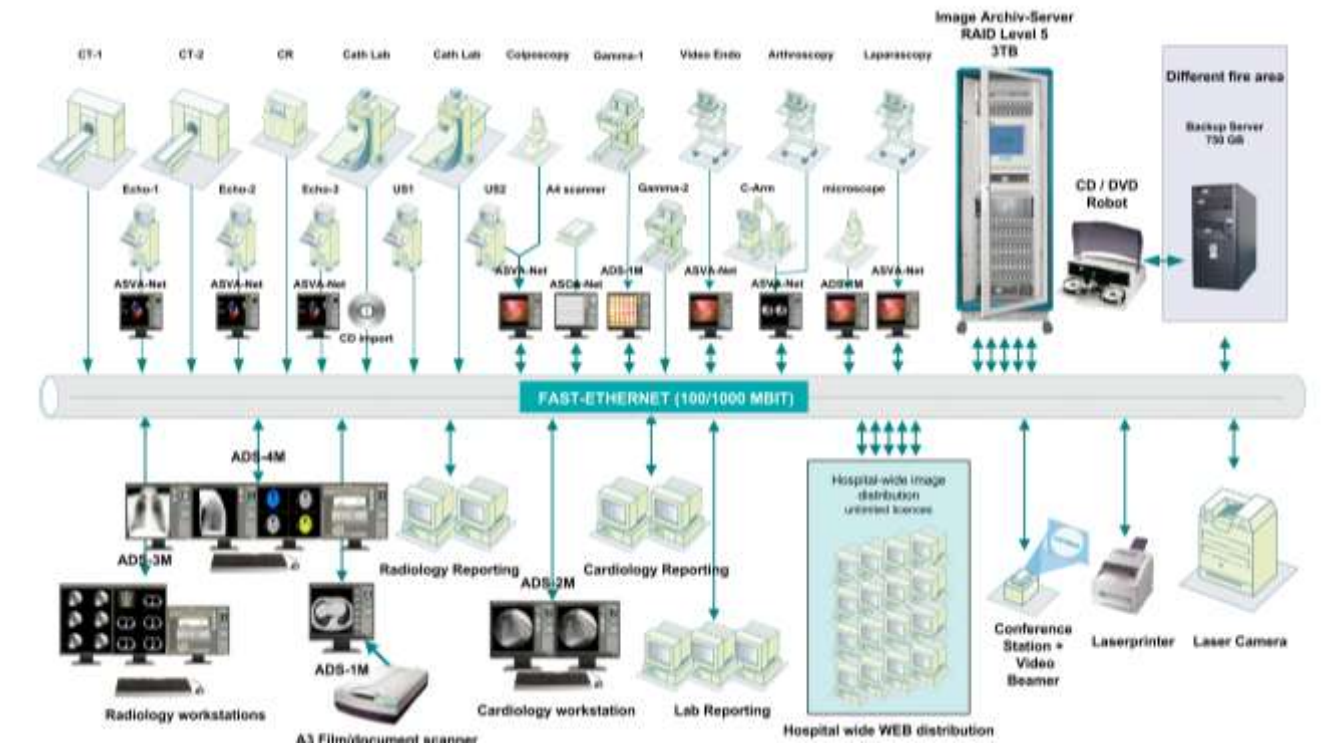 Image Archiv-Server
RAID Level 5
3TB
CT-1
CT-2
CR
Cath Lab
Cath Lab
Colposcopy
Gamma-1
Video Endo
Arthroscopy
Laparascopy
Different fire area
Backup Server
750 GB
Echo-1
Echo-2
Echo-3
US1
US2
A4 scanner
Gamma-2
C-Arm
microscope
CD / DVD
Robot
ASVA-Net
ASVA-Net
ASVA-Net
CD import
ASVA-Net
ADS-1M
ASVA-Net
ASVA-Net
ASVA-Net
FAST-ETHERNET (100/1000 MBIT)
ADS-4M
ADS-3M
Radiology Reporting
ADS-2M
Cardiology Reporting
Hospital-wide image
distribution
unlimited licences
ADS-1M
Radiology workstations
A3 Film/document scanner
Cardiology workstation
Lab Reporting
Hospital wide WEB distribution
Conference
Station +
Video
Beamer
Laserprinter
Laser Camera